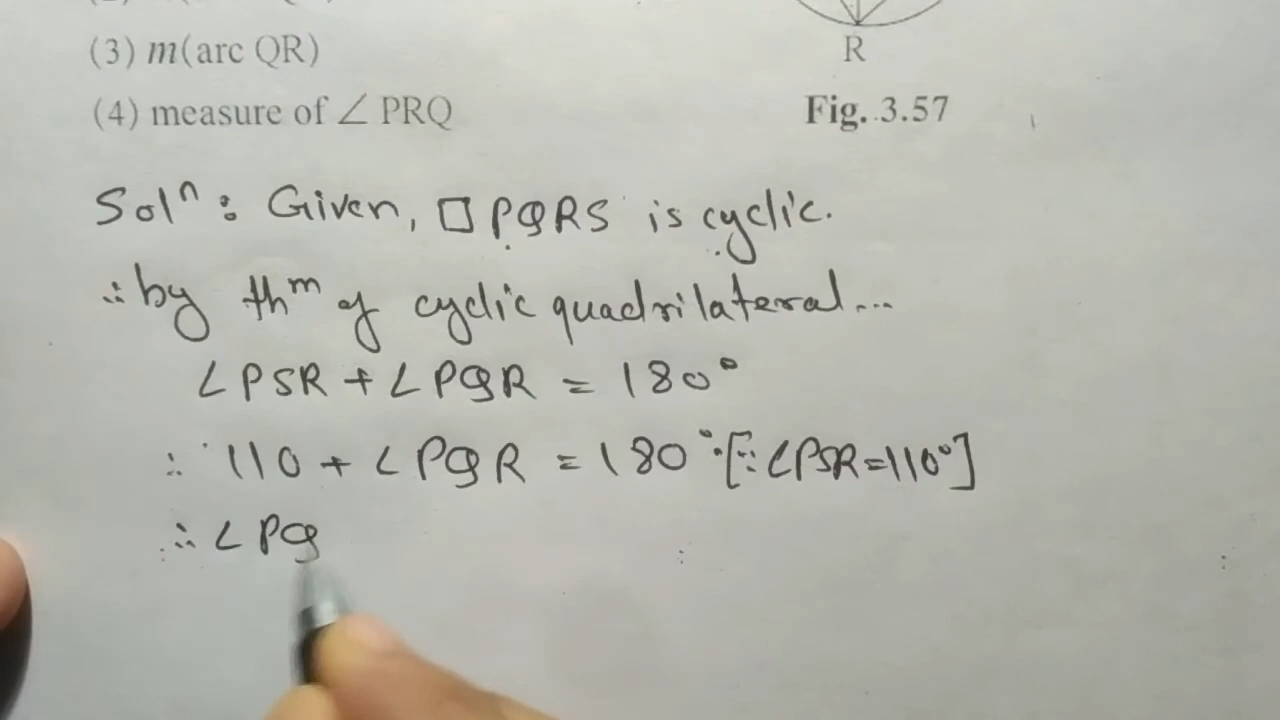 R
(3) m(arc QR)
(4) measure of ∠ PRQ
Fig. 3.57
Solⁿ : Given, □ PQRS is cyclic.
∴ by thᵐ of cyclic quadrilateral...
∠PSR + ∠PQR = 180°
∴ 110 + ∠PQR = 180° [∵ ∠PSR = 110°]
∴ ∠PQ